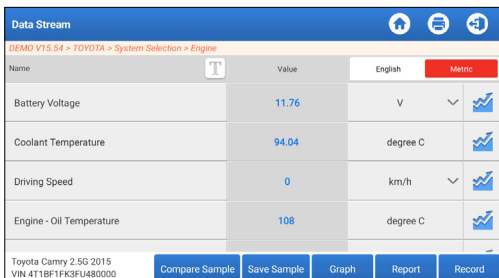 Data Stream
DEMO V15.54 > TOYOTA > System Selection > Engine
Name T Value English Metric
Battery Voltage 11.76 V
Coolant Temperature 94.04 degree C
Driving Speed 0 km/h
Engine - Oil Temperature 108 degree C
Toyota Camry 2.5G 2015
VIN 4T1BF1FK3FU480000
Compare Sample Save Sample Graph Report Record